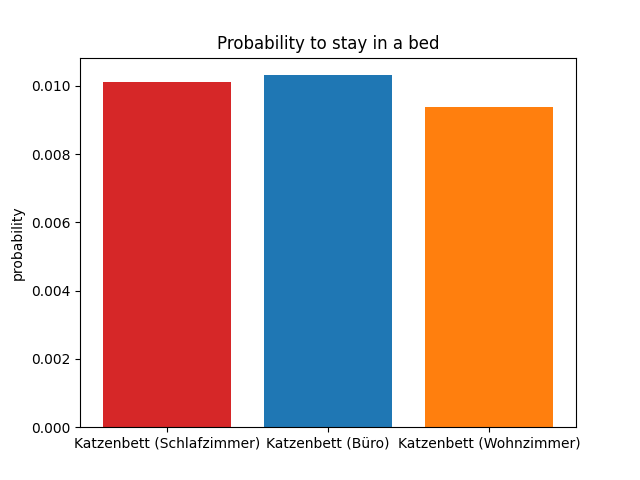 Probability to stay in a bed
probability
0.010
0.008
0.006
0.004
0.002
0.000
Katzenbett (Schlafzimmer) Katzenbett (Büro) Katzenbett (Wohnzimmer)